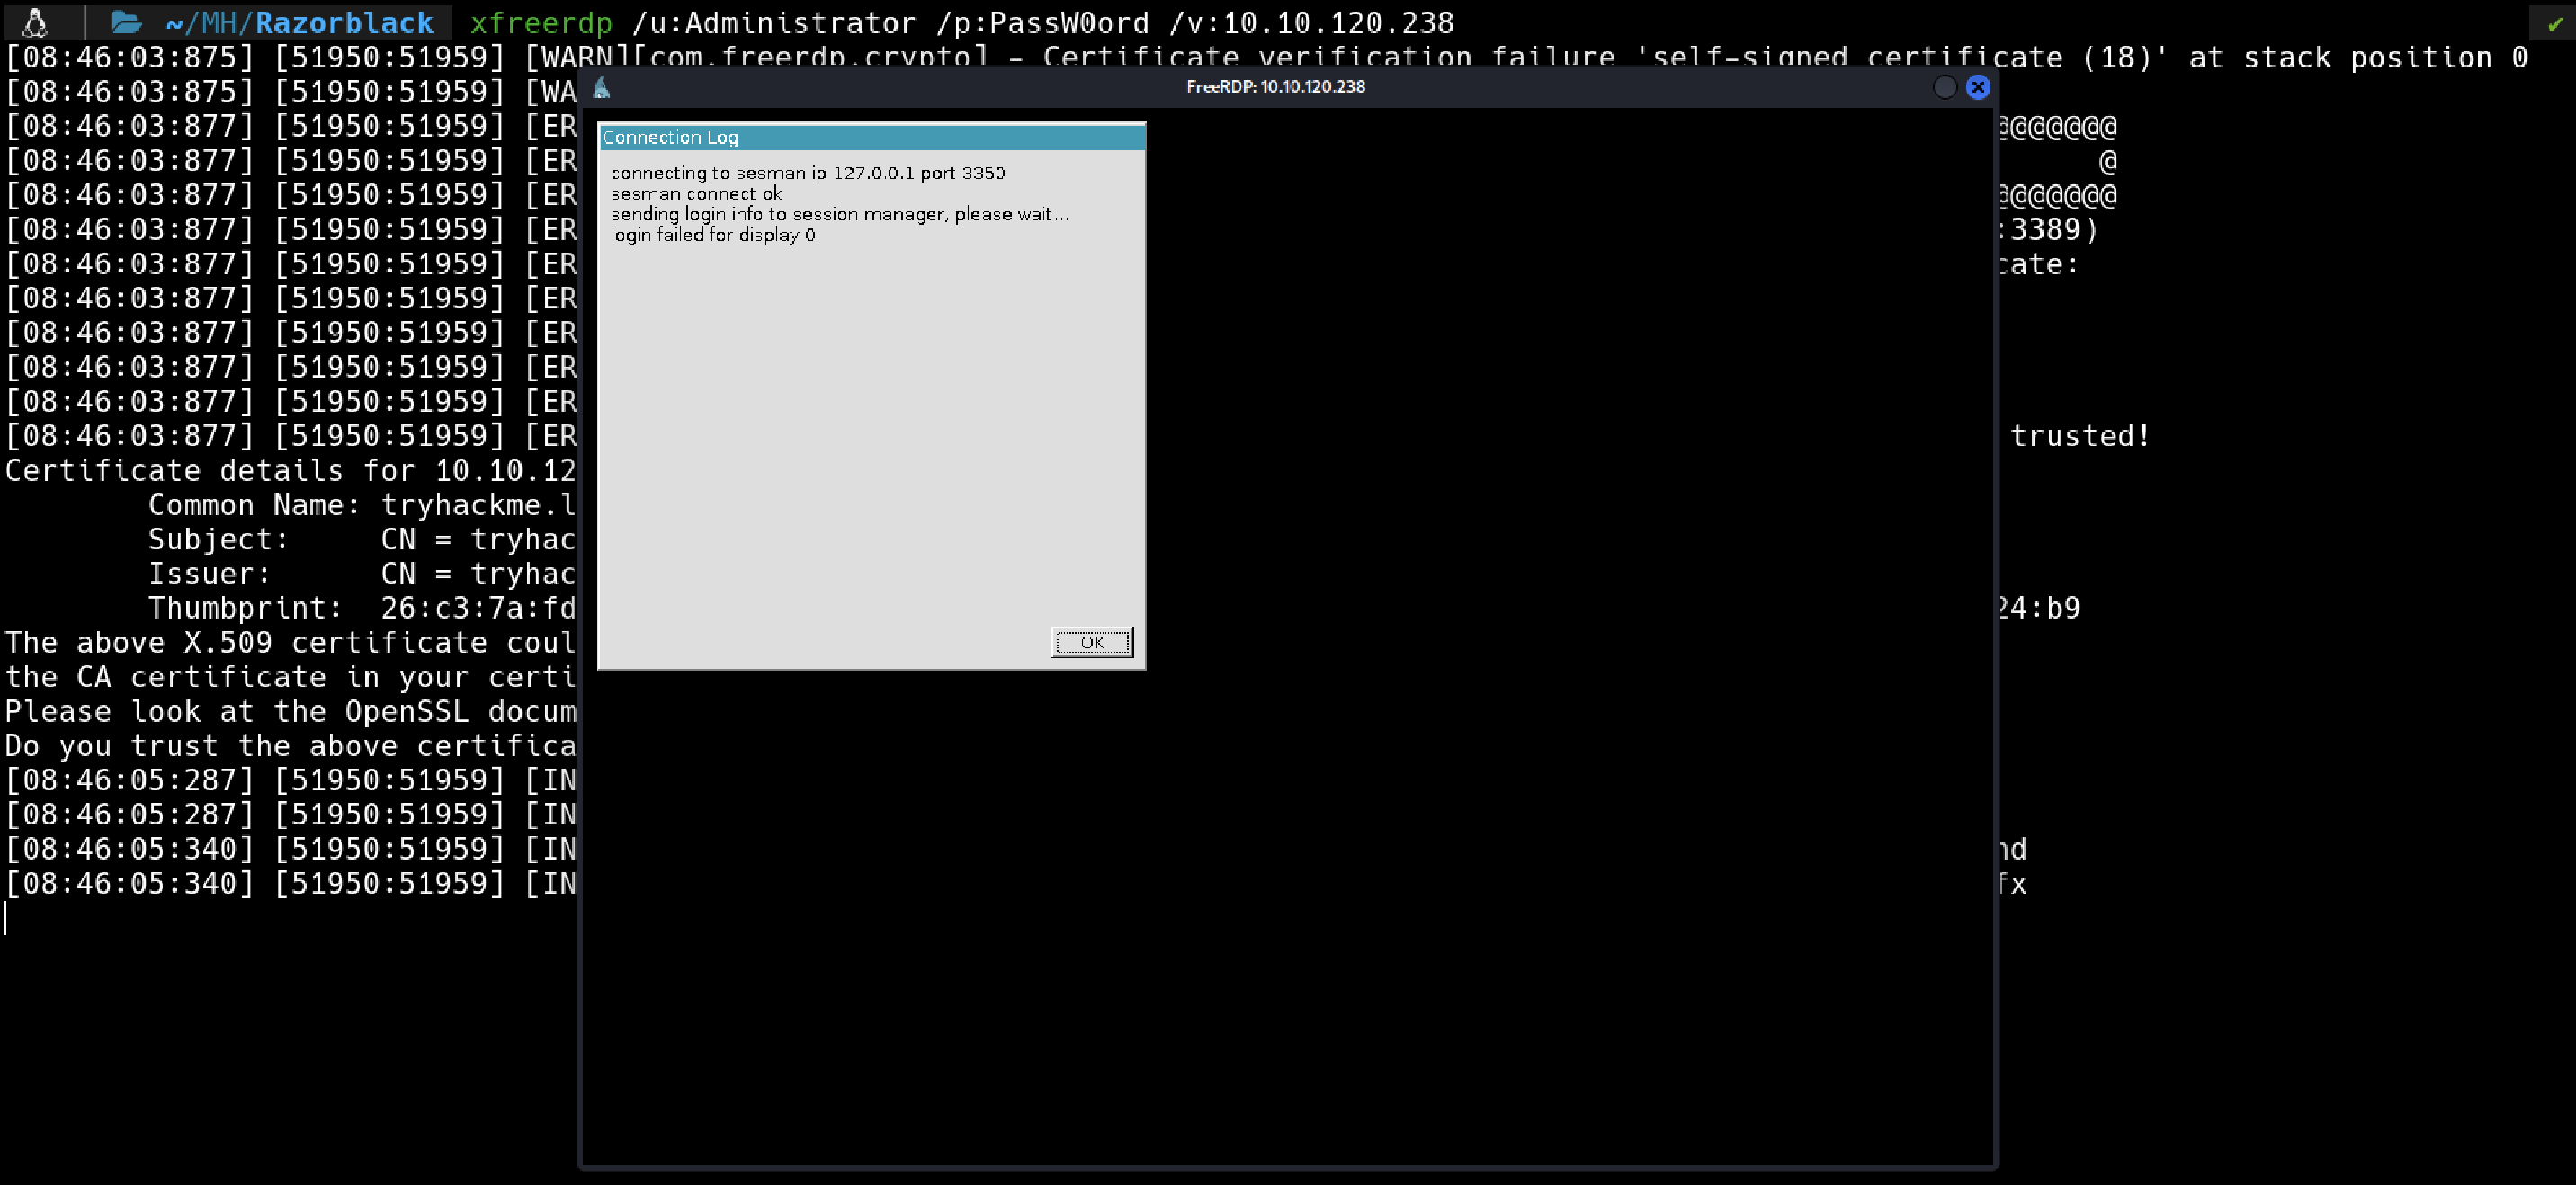 ~/MH/Razorblack xfreerdp /u:Administrator /p:PassW0ord /v:10.10.120.238 ✔
[08:46:03:875] [51950:51959] [WARN][com.freerdp.crypto] - Certificate verification failure 'self-signed certificate (18)' at stack position 0
[08:46:03:875] [51950:51959] [WA
FreeRDP: 10.10.120.238
[08:46:03:877] [51950:51959] [ER @@@@@@@
[08:46:03:877] [51950:51959] [ER @
[08:46:03:877] [51950:51959] [ER @@@@@@@
[08:46:03:877] [51950:51959] [ER :3389)
[08:46:03:877] [51950:51959] [ER cate:
[08:46:03:877] [51950:51959] [ER
[08:46:03:877] [51950:51959] [ER
[08:46:03:877] [51950:51959] [ER
[08:46:03:877] [51950:51959] [ER
[08:46:03:877] [51950:51959] [ER trusted!
Certificate details for 10.10.12
Common Name: tryhackme.l
Subject: CN = tryhac
Issuer: CN = tryhac
Thumbprint: 26:c3:7a:fd 24:b9
The above X.509 certificate coul
the CA certificate in your certi
Please look at the OpenSSL docum
Do you trust the above certifica
[08:46:05:287] [51950:51959] [IN
[08:46:05:287] [51950:51959] [IN
[08:46:05:340] [51950:51959] [IN nd
[08:46:05:340] [51950:51959] [IN fx
Connection Log
connecting to sesman ip 127.0.0.1 port 3350
sesman connect ok
sending login info to session manager, please wait...
login failed for display 0
OK